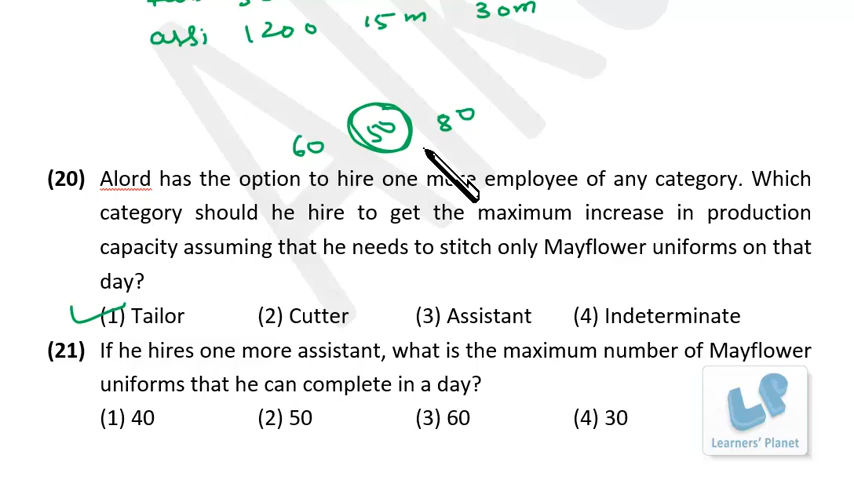 assi 1200 15 m 30m
60 50 80
(20) Alord has the option to hire one more employee of any category. Which
category should he hire to get the maximum increase in production
capacity assuming that he needs to stitch only Mayflower uniforms on that
day?
(1) Tailor (2) Cutter (3) Assistant (4) Indeterminate
(21) If he hires one more assistant, what is the maximum number of Mayflower
uniforms that he can complete in a day?
(1) 40 (2) 50 (3) 60 (4) 30
LP
Learners' Planet